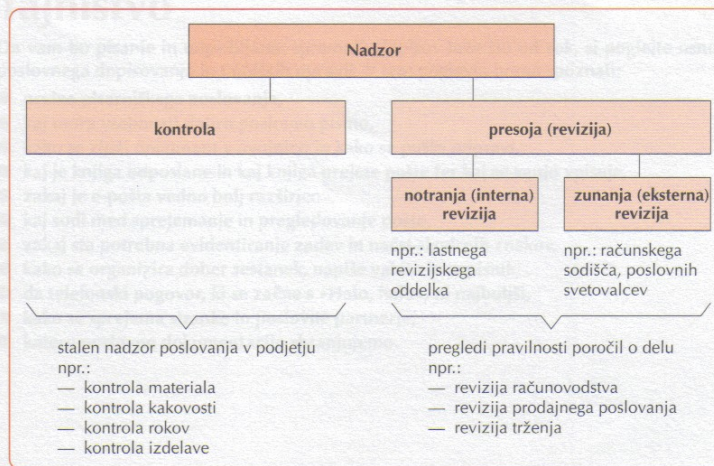 Nadzor
kontrola
presoja (revizija)
notranja (interna)
revizija
zunanja (eksterna)
revizija
npr.: lastnega
revizijskega
oddelka
npr.: računskega
sodišča, poslovnih
svetovalcev
stalen nadzor poslovanja v podjetju
npr.:
— kontrola materiala
— kontrola kakovosti
— kontrola rokov
— kontrola izdelave
pregledi pravilnosti poročil o delu
npr.:
— revizija računovodstva
— revizija prodajnega poslovanja
— revizija trženja